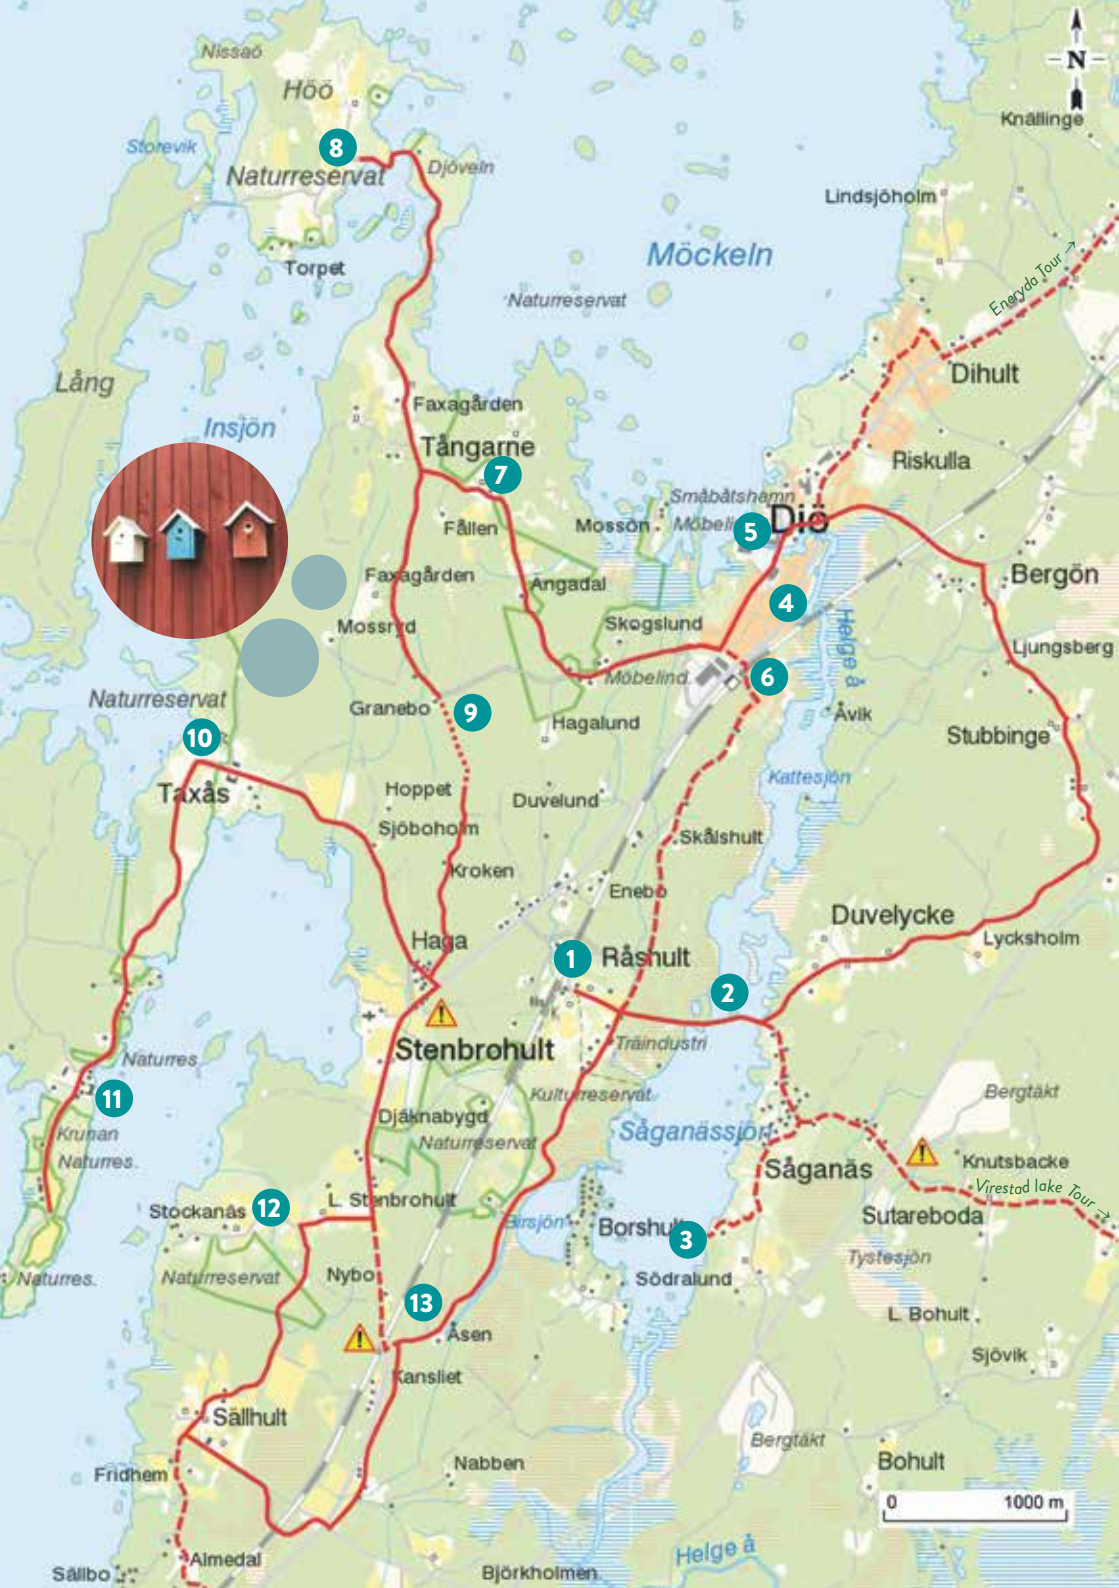 Nissaö
Höö
N
Knällinge
Storevik
8
Naturreservat
Djöveln
Lindsjöholm
Möckeln
Torpet
Naturreservat
Eneryda Tour →
Lång
Dihult
Faxagården
Insjön
Tångarne
7
Riskulla
Småbåtshamn
Fållen
Mossön
5
Diö
Faxagården
Ängadal
Bergön
4
Mossryd
Skogslund
Helge å
Ljungsberg
Möbelind.
6
Naturreservat
Granebo
9
Hagalund
Åvik
Stubbinge
10
Taxås
Hoppet
Duvelund
Kattesjön
Sjöboholm
Skålshult
Kroken
Enebo
Duvelycke
Haga
Lycksholm
1
Råshult
2
K
Stenbrohult
Träindustri
Naturres.
11
Kulturreservat
Bergtäkt
Djäknabygd
Krunan
Naturres.
Naturreservat
Såganässjön
Såganäs
Knutsbacke
Virestad lake Tour →
Stockanäs
12
L. Stenbrohult
Birsjön
Borshult
3
Sutareboda
Tystesjön
Naturres.
Naturreservat
Nybo
Södralund
13
L. Bohult
Åsen
Sjövik
Kansliet
Sällhult
Bergtäkt
Fridhem
Nabben
Bohult
0
1000 m
Almedal
Sällbo
Björkholmen
Helge å